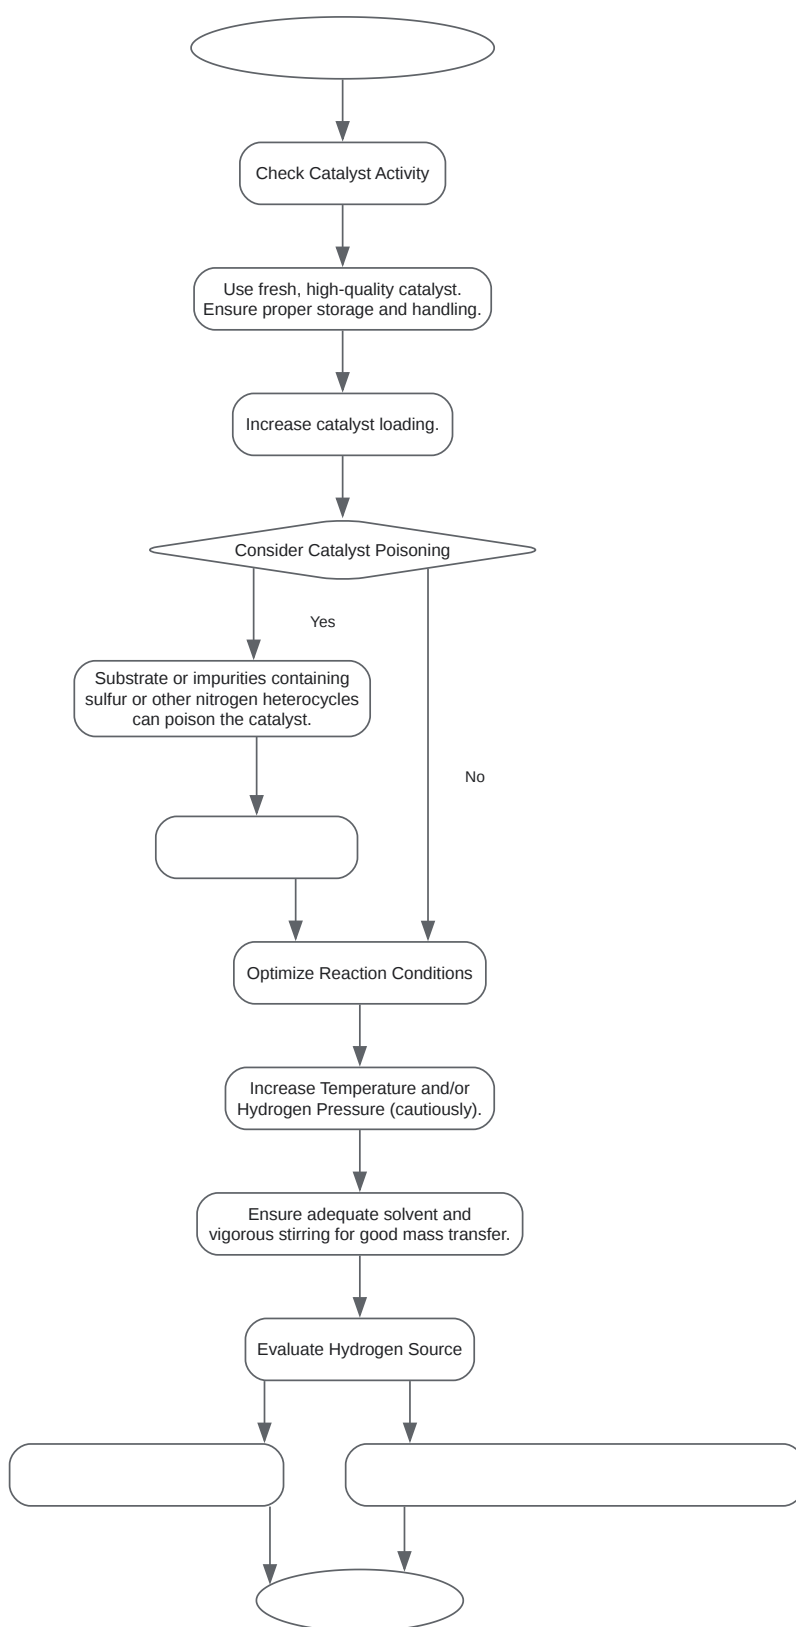 Check Catalyst Activity
Use fresh, high-quality catalyst.
Ensure proper storage and handling.
Increase catalyst loading.
Consider Catalyst Poisoning
Yes
Substrate or impurities containing
sulfur or other nitrogen heterocycles
can poison the catalyst.
No
Optimize Reaction Conditions
Increase Temperature and/or
Hydrogen Pressure (cautiously).
Ensure adequate solvent and
vigorous stirring for good mass transfer.
Evaluate Hydrogen Source